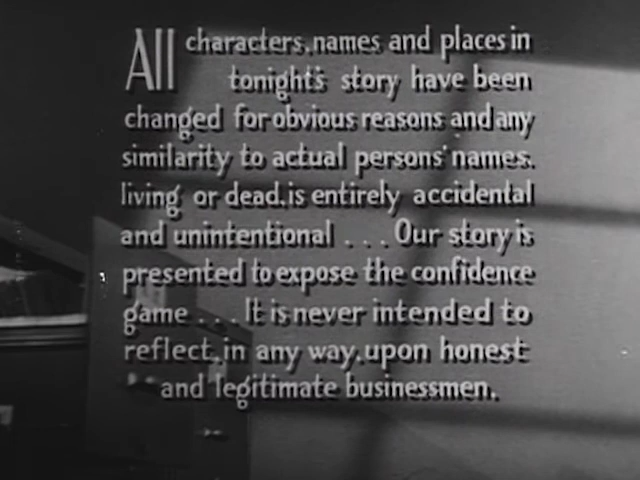 All characters, names and places in
tonight's story have been
changed for obvious reasons and any
similarity to actual persons' names,
living or dead, is entirely accidental
and unintentional . . . Our story is
presented to expose the confidence
game . . . It is never intended to
reflect, in any way, upon honest
and legitimate businessmen.